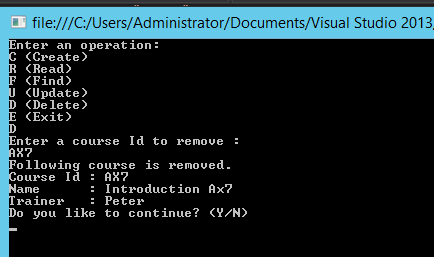 file:///C:/Users/Administrator/Documents/Visual Studio 2013/
Enter an operation:
C (Create)
R (Read)
F (Find)
U (Update)
D (Delete)
E (Exit)
D
Enter a course Id to remove :
AX7
Following course is removed.
Course Id : AX7
Name      : Introduction Ax7
Trainer   : Peter
Do you like to continue? (Y/N)